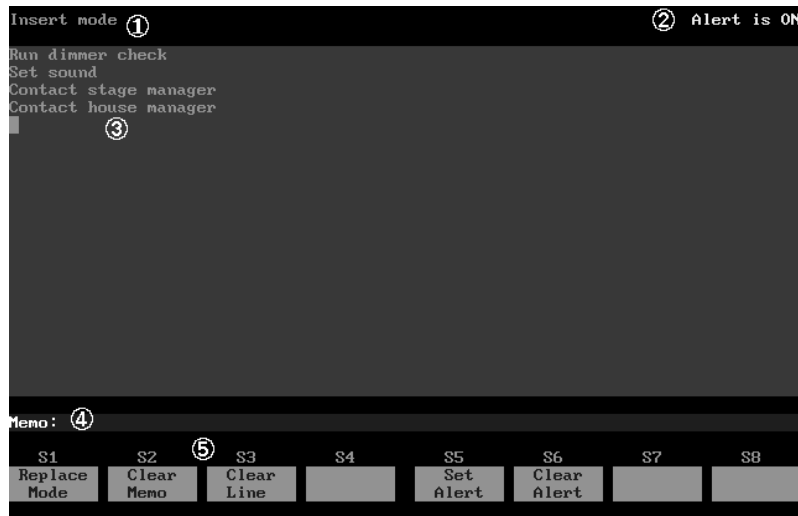 Insert mode ① ② Alert is ON
Run dimmer check
Set sound
Contact stage manager
Contact house manager
③
Memo: ④
⑤
S1 S2 S3 S4 S5 S6 S7 S8
Replace Clear Clear Set Clear
Mode Memo Line Alert Alert